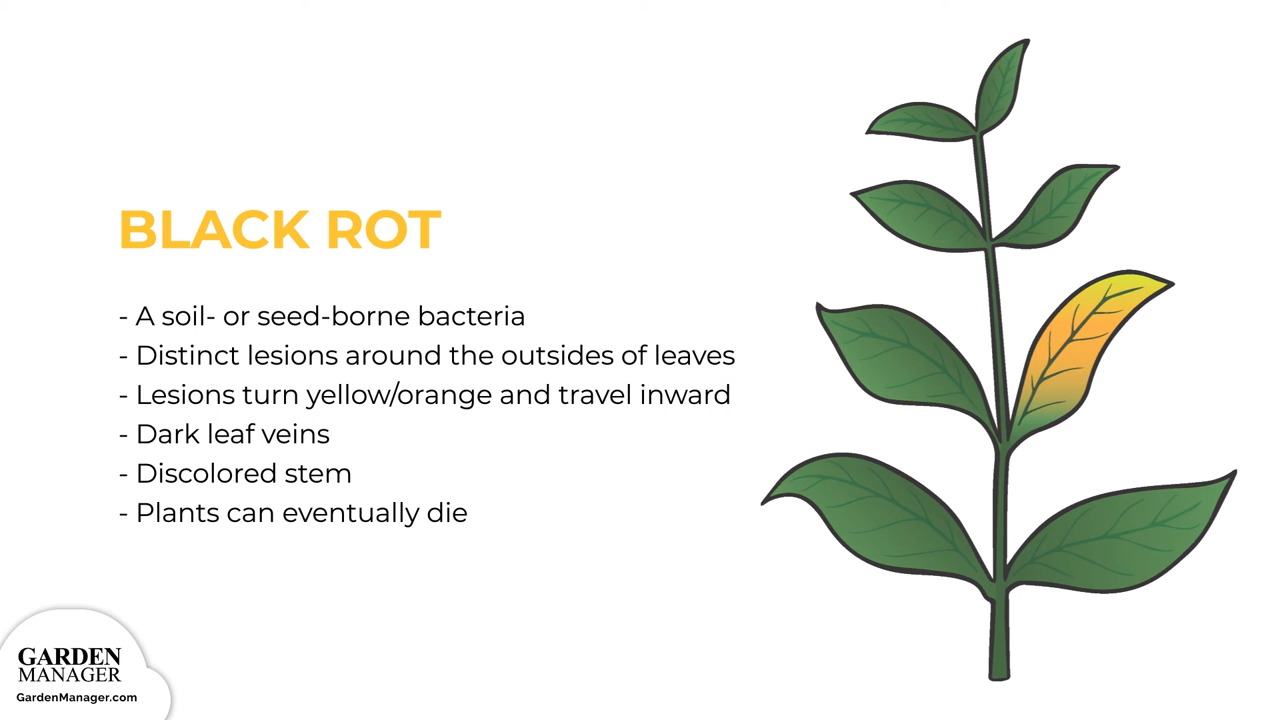 BLACK ROT
- A soil- or seed-borne bacteria
- Distinct lesions around the outsides of leaves
- Lesions turn yellow/orange and travel inward
- Dark leaf veins
- Discolored stem
- Plants can eventually die
GARDEN
MANAGER
GardenManager.com